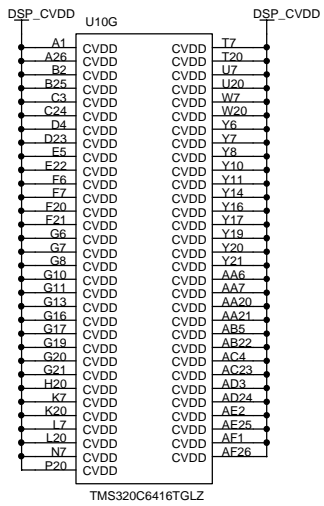 DSP_CVDD U10G DSP_CVDD
A1 CVDD CVDD T7
A26 CVDD CVDD T20
B2 CVDD CVDD U7
B25 CVDD CVDD U20
C3 CVDD CVDD W7
C24 CVDD CVDD W20
D4 CVDD CVDD Y6
D23 CVDD CVDD Y7
E5 CVDD CVDD Y8
E22 CVDD CVDD Y10
F6 CVDD CVDD Y11
F7 CVDD CVDD Y14
F20 CVDD CVDD Y16
F21 CVDD CVDD Y17
G6 CVDD CVDD Y19
G7 CVDD CVDD Y20
G8 CVDD CVDD Y21
G10 CVDD CVDD AA6
G11 CVDD CVDD AA7
G13 CVDD CVDD AA20
G16 CVDD CVDD AA21
G17 CVDD CVDD AB5
G19 CVDD CVDD AB22
G20 CVDD CVDD AC4
G21 CVDD CVDD AC23
H20 CVDD CVDD AD3
K7 CVDD CVDD AD24
K20 CVDD CVDD AE2
L7 CVDD CVDD AE25
L20 CVDD CVDD AF1
N7 CVDD CVDD AF26
P20 CVDD
TMS320C6416TGLZ